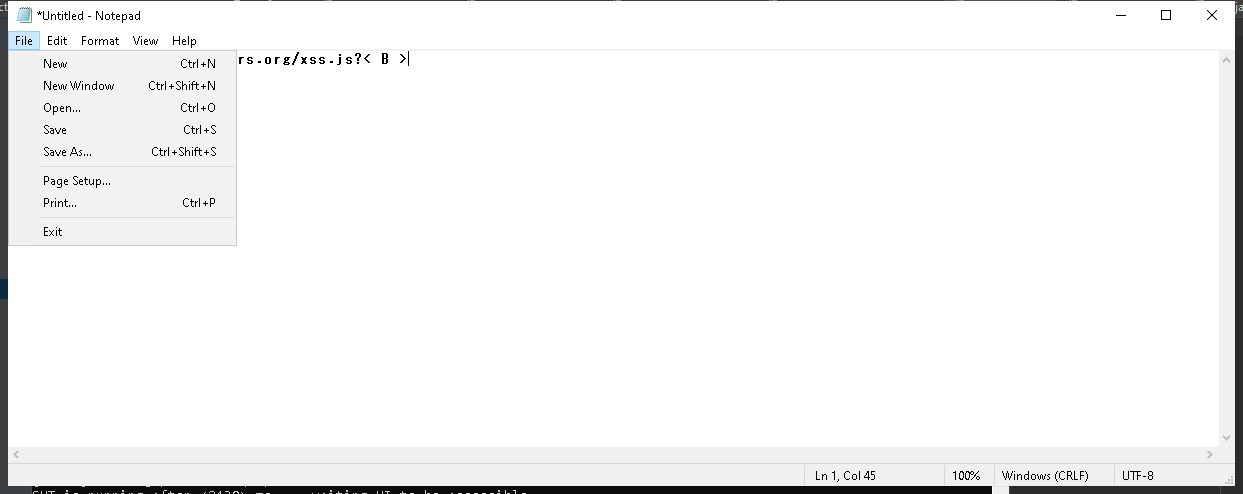 *Untitled - Notepad
File Edit Format View Help
rs.org/xss.js?< B >
New Ctrl+N
New Window Ctrl+Shift+N
Open... Ctrl+O
Save Ctrl+S
Save As... Ctrl+Shift+S
Page Setup...
Print... Ctrl+P
Exit
Ln 1, Col 45 100% Windows (CRLF) UTF-8